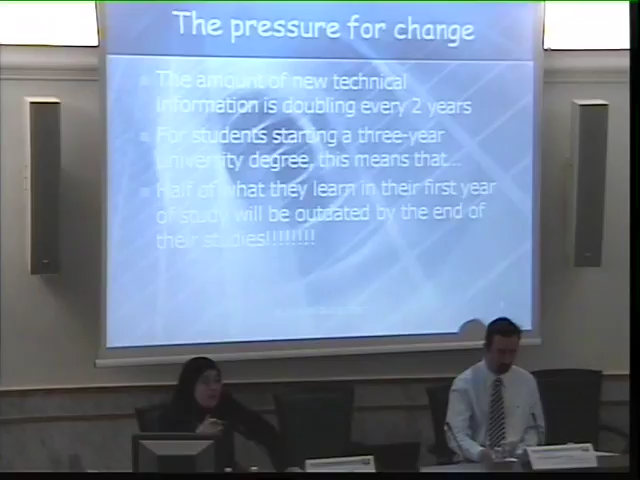 The pressure for change
The amount of new technical
information is doubling every 2 years
For students starting a three-year
university degree, this means that...
Half of what they learn in their first year
of study will be outdated by the end of
their studies!!!!!!!!